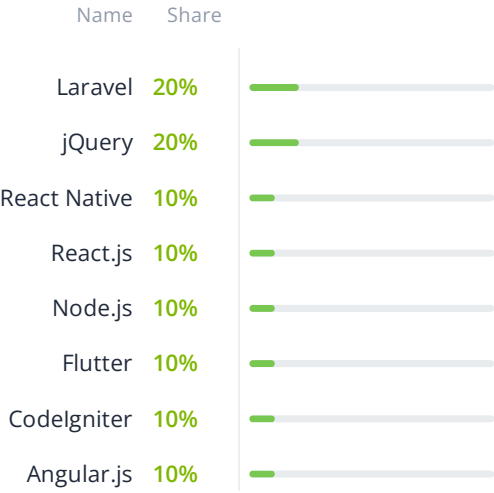 Name Share
Laravel 20%
jQuery 20%
React Native 10%
React.js 10%
Node.js 10%
Flutter 10%
CodeIgniter 10%
Angular.js 10%